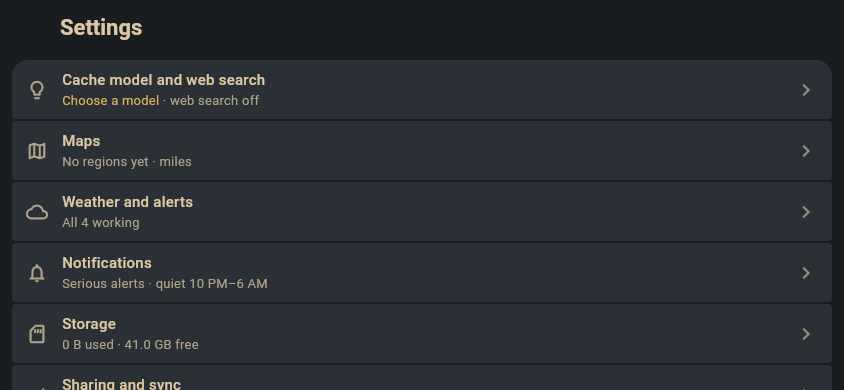 Settings
Cache model and web search
Choose a model · web search off
Maps
No regions yet · miles
Weather and alerts
All 4 working
Notifications
Serious alerts · quiet 10 PM–6 AM
Storage
0 B used · 41.0 GB free
Sharing and sync